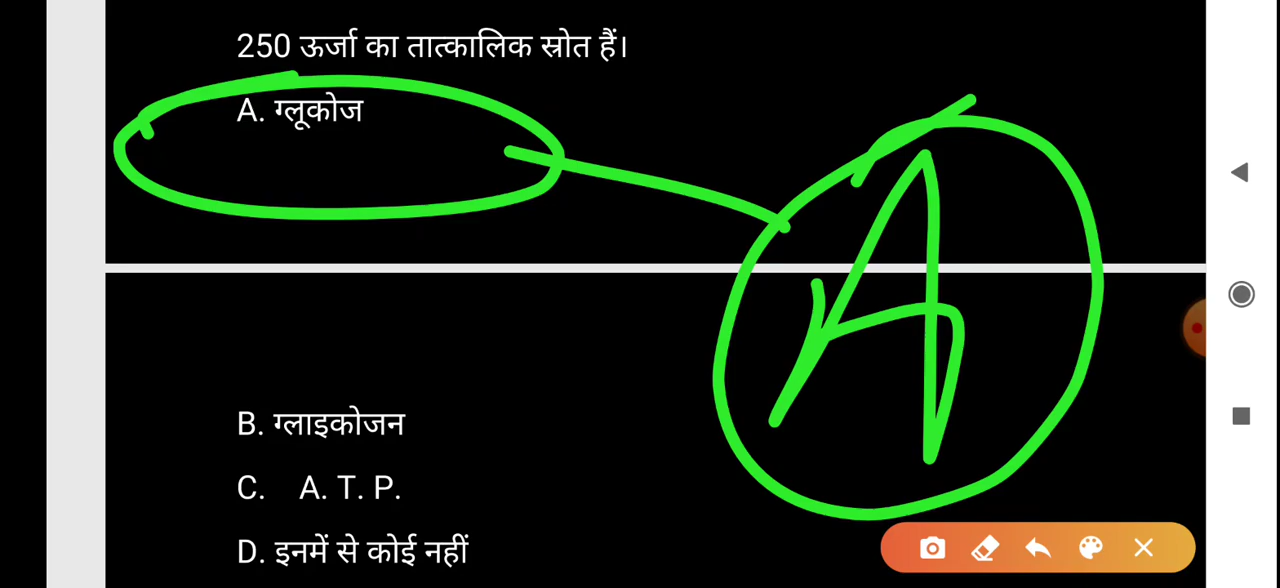 250 ऊर्जा का तात्कालिक स्रोत हैं।
A. ग्लूकोज
A
B. ग्लाइकोजन
C. A. T. P.
D. इनमें से कोई नहीं